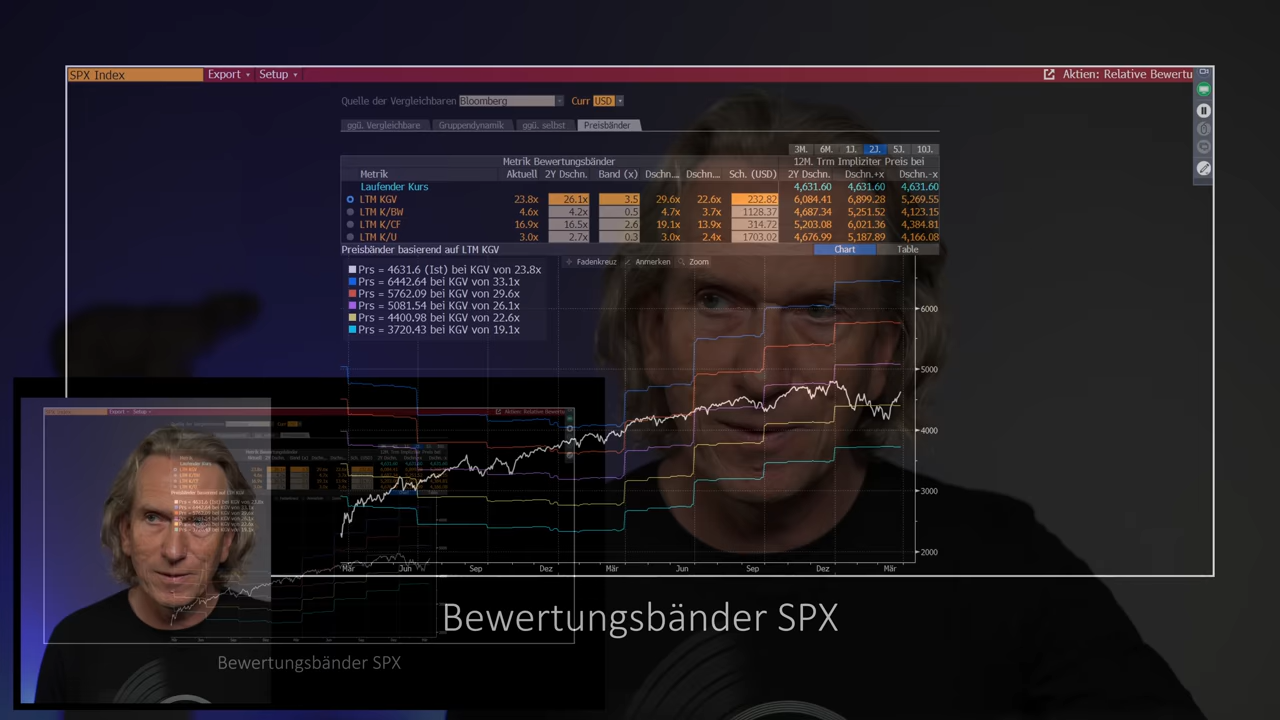 SPX Index Export Setup Aktien: Relative Bewertu
Quelle der Vergleichbaren Bloomberg Curr USD
ggü. Vergleichbare Gruppendynamik ggü. selbst Preisbänder
3M. 6M. 1J. 2J. 5J. 10J.
Metrik Bewertungsbänder 12M. Trm Impliziter Preis bei
Metrik Aktuell 2Y Dschn. Band (x) Dschn.... Dschn.... Sch. (USD) 2Y Dschn. Dschn.+x Dschn.-x
Laufender Kurs 4,631.60 4,631.60 4,631.60
LTM KGV 23.8x 26.1x 3.5 29.6x 22.6x 232.82 6,084.41 6,899.28 5,269.55
LTM K/BW 4.6x 4.2x 0.5 4.7x 3.7x 1128.37 4,687.34 5,251.52 4,123.15
LTM K/CF 16.9x 16.5x 2.6 19.1x 13.9x 314.72 5,203.08 6,021.36 4,384.81
LTM K/U 3.0x 2.7x 0.3 3.0x 2.4x 1703.02 4,676.99 5,187.89 4,166.08
Preisbänder basierend auf LTM KGV Chart Table
Fadenkreuz Anmerken Zoom
Prs = 4631.6 (Ist) bei KGV von 23.8x
Prs = 6442.64 bei KGV von 33.1x
Prs = 5762.09 bei KGV von 29.6x
Prs = 5081.54 bei KGV von 26.1x
Prs = 4400.98 bei KGV von 22.6x
Prs = 3720.43 bei KGV von 19.1x
6000
5000
4000
3000
2000
Mär Jun Sep Dez Mär Jun Sep Dez Mär
Bewertungsbänder SPX
Bewertungsbänder SPX